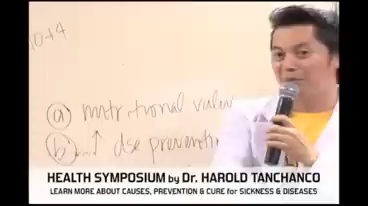 10+4
(a) nutritional value
(b) ..↑ dse prevention
HEALTH SYMPOSIUM by Dr. HAROLD TANCHANCO
LEARN MORE ABOUT CAUSES, PREVENTION & CURE for SICKNESS & DISEASES